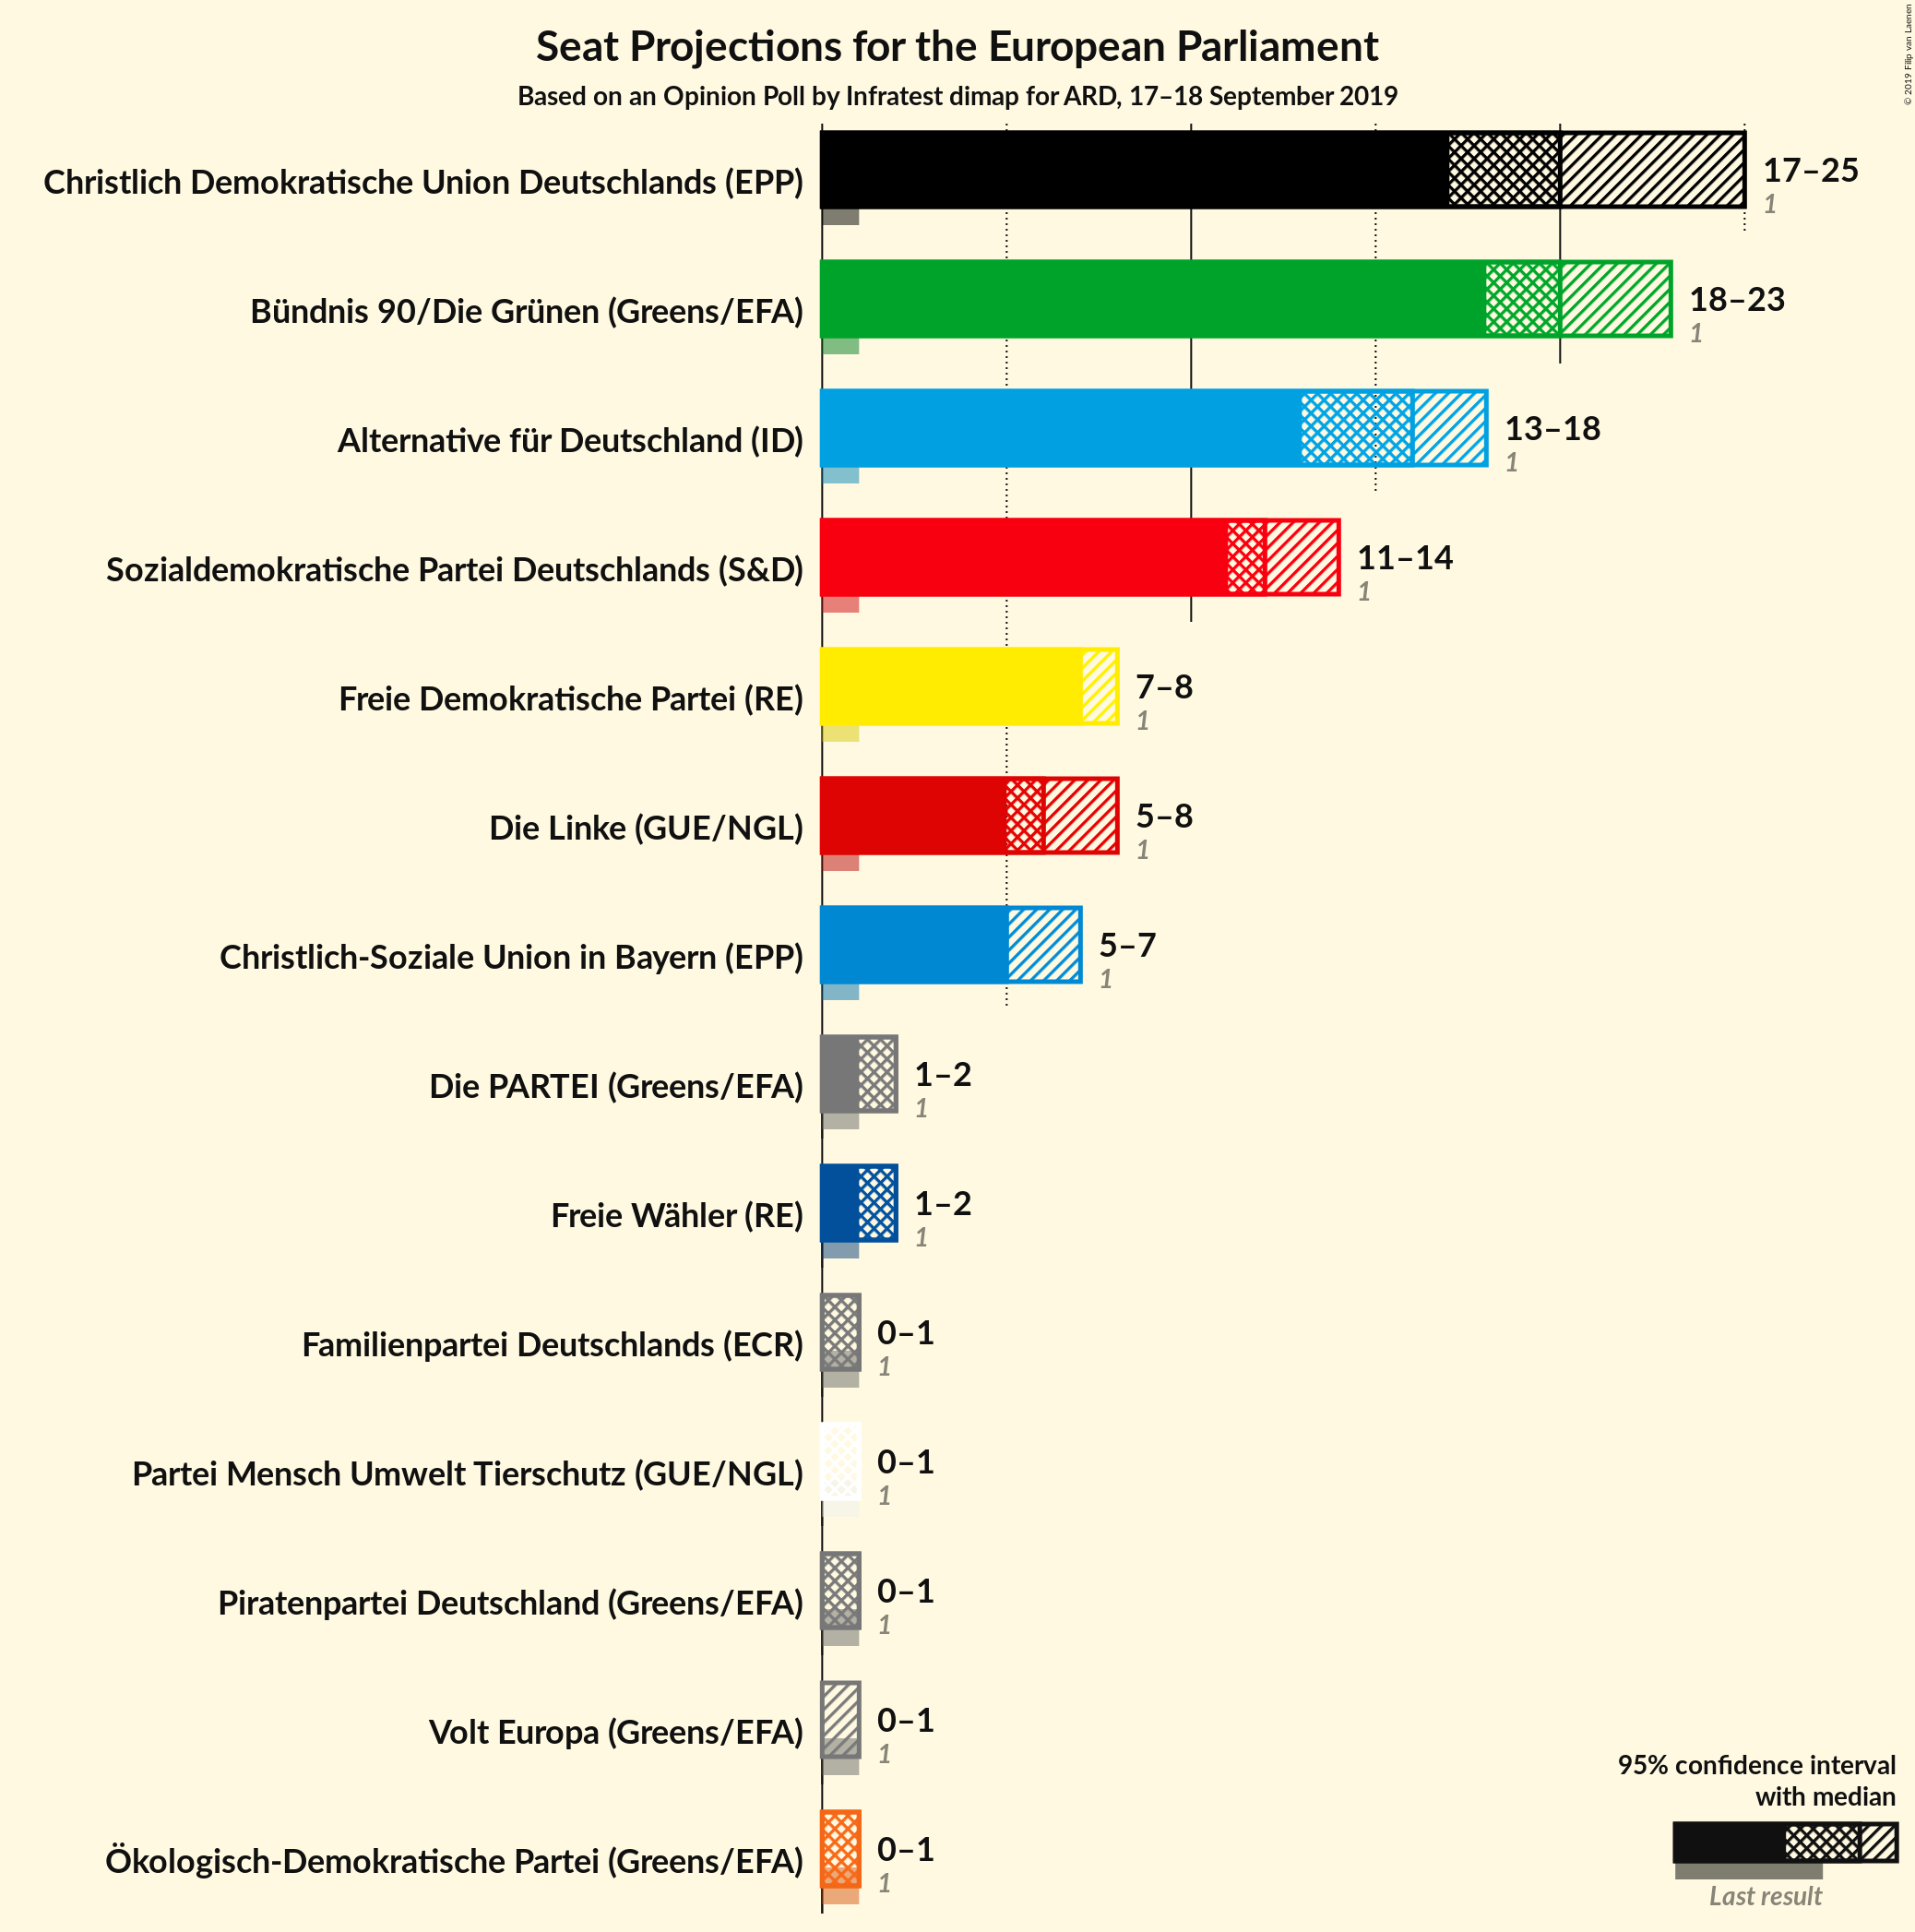 © 2019 Filip van Laenen
Seat Projections for the European Parliament
Based on an Opinion Poll by Infratest dimap for ARD, 17–18 September 2019
Christlich Demokratische Union Deutschlands (EPP)
17–25
1
Bündnis 90/Die Grünen (Greens/EFA)
18–23
1
Alternative für Deutschland (ID)
13–18
1
Sozialdemokratische Partei Deutschlands (S&D)
11–14
1
Freie Demokratische Partei (RE)
7–8
1
Die Linke (GUE/NGL)
5–8
1
Christlich-Soziale Union in Bayern (EPP)
5–7
1
Die PARTEI (Greens/EFA)
1–2
1
Freie Wähler (RE)
1–2
1
Familienpartei Deutschlands (ECR)
0–1
1
Partei Mensch Umwelt Tierschutz (GUE/NGL)
0–1
1
Piratenpartei Deutschland (Greens/EFA)
0–1
1
Volt Europa (Greens/EFA)
0–1
1
Ökologisch-Demokratische Partei (Greens/EFA)
0–1
1
95% confidence interval
with median
Last result